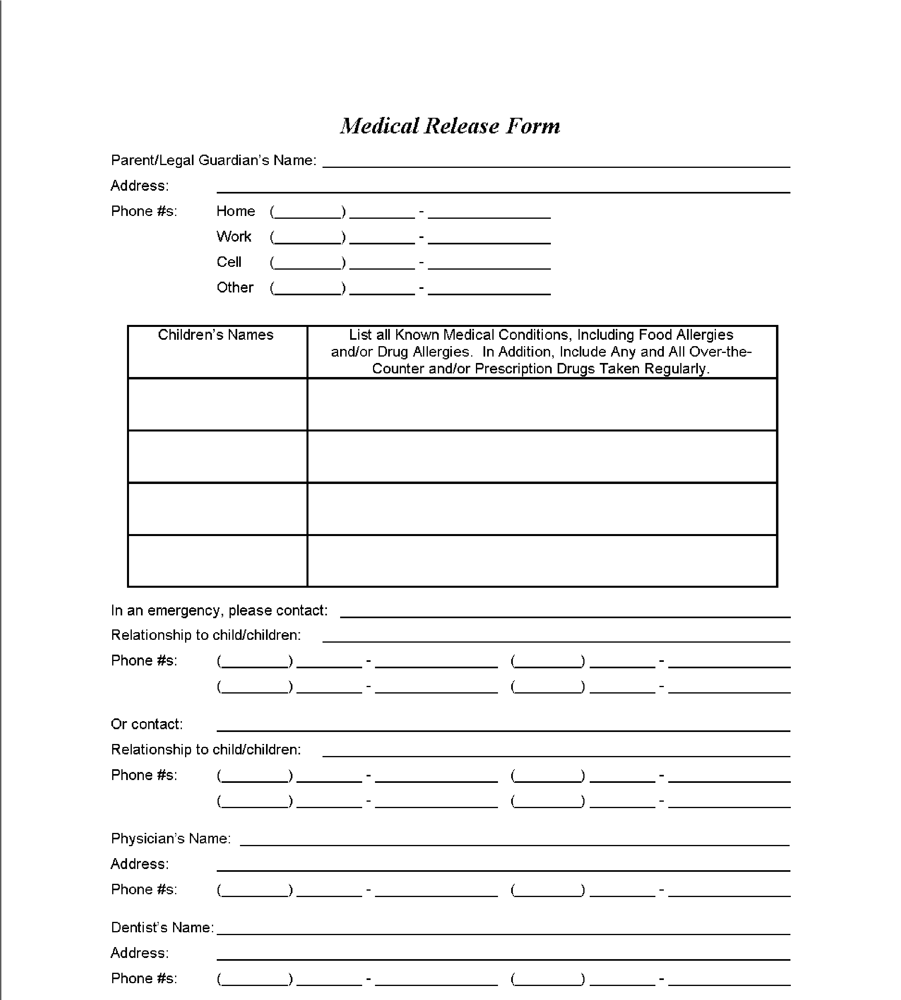 Medical Release Form
Parent/Legal Guardian's Name: ____________________
Address: ____________________
Phone #s: Home (______) ______ - __________
Work (______) ______ - __________
Cell (______) ______ - __________
Other (______) ______ - __________
Children's Names
List all Known Medical Conditions, Including Food Allergies
and/or Drug Allergies. In Addition, Include Any and All Over-the-
Counter and/or Prescription Drugs Taken Regularly.
In an emergency, please contact: ____________________
Relationship to child/children: ____________________
Phone #s: (______) ______ - __________ (______) ______ - __________
(______) ______ - __________ (______) ______ - __________
Or contact: ____________________
Relationship to child/children: ____________________
Phone #s: (______) ______ - __________ (______) ______ - __________
(______) ______ - __________ (______) ______ - __________
Physician's Name: ____________________
Address: ____________________
Phone #s: (______) ______ - __________ (______) ______ - __________
Dentist's Name: ____________________
Address: ____________________
Phone #s: (______) ______ - __________ (______) ______ - __________